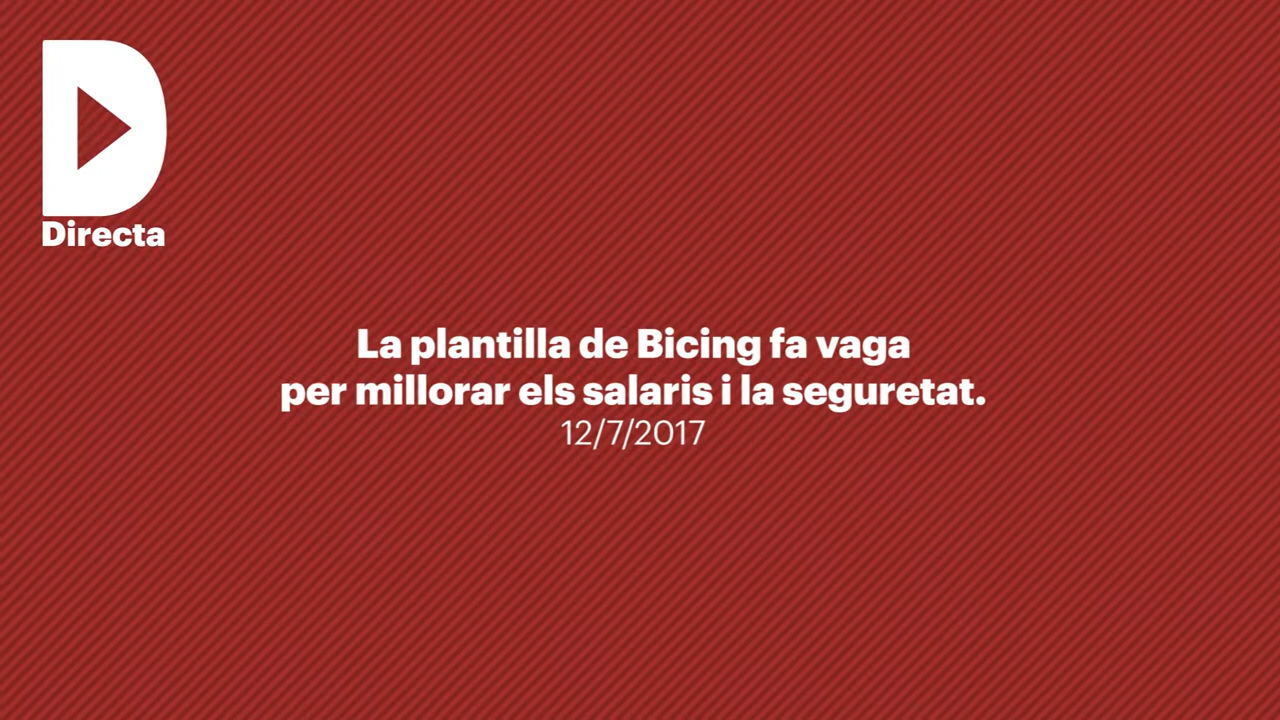 Directa
La plantilla de Bicing fa vaga
per millorar els salaris i la seguretat.
12/7/2017